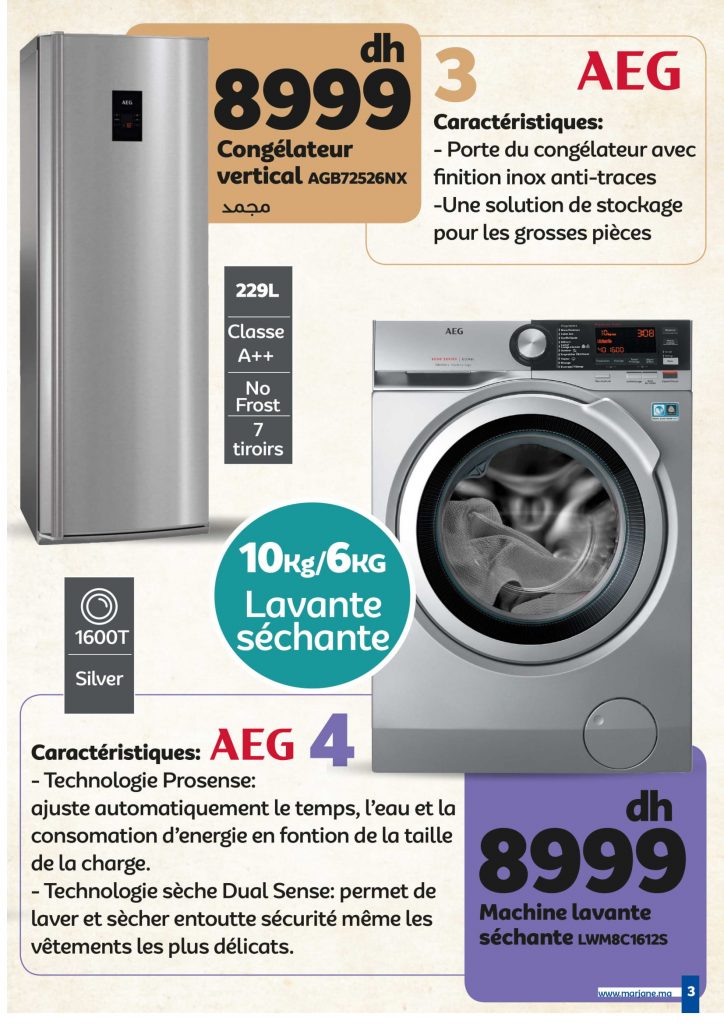 AEG
dh
8999
Congélateur
vertical AGB72526NX
مجمد
3 AEG
Caractéristiques:
- Porte du congélateur avec
finition inox anti-traces
-Une solution de stockage
pour les grosses pièces
229L
Classe
A++
No
Frost
7
tiroirs
AEG
10Kg/6KG
Lavante
séchante
1600T
Silver
Caractéristiques: AEG 4
- Technologie Prosense:
ajuste automatiquement le temps, l’eau et la
consomation d’energie en fontion de la taille
de la charge.
- Technologie sèche Dual Sense: permet de
laver et sècher entoutte sécurité même les
vêtements les plus délicats.
dh
8999
Machine lavante
séchante LWM8C1612S
www.marjane.ma 3